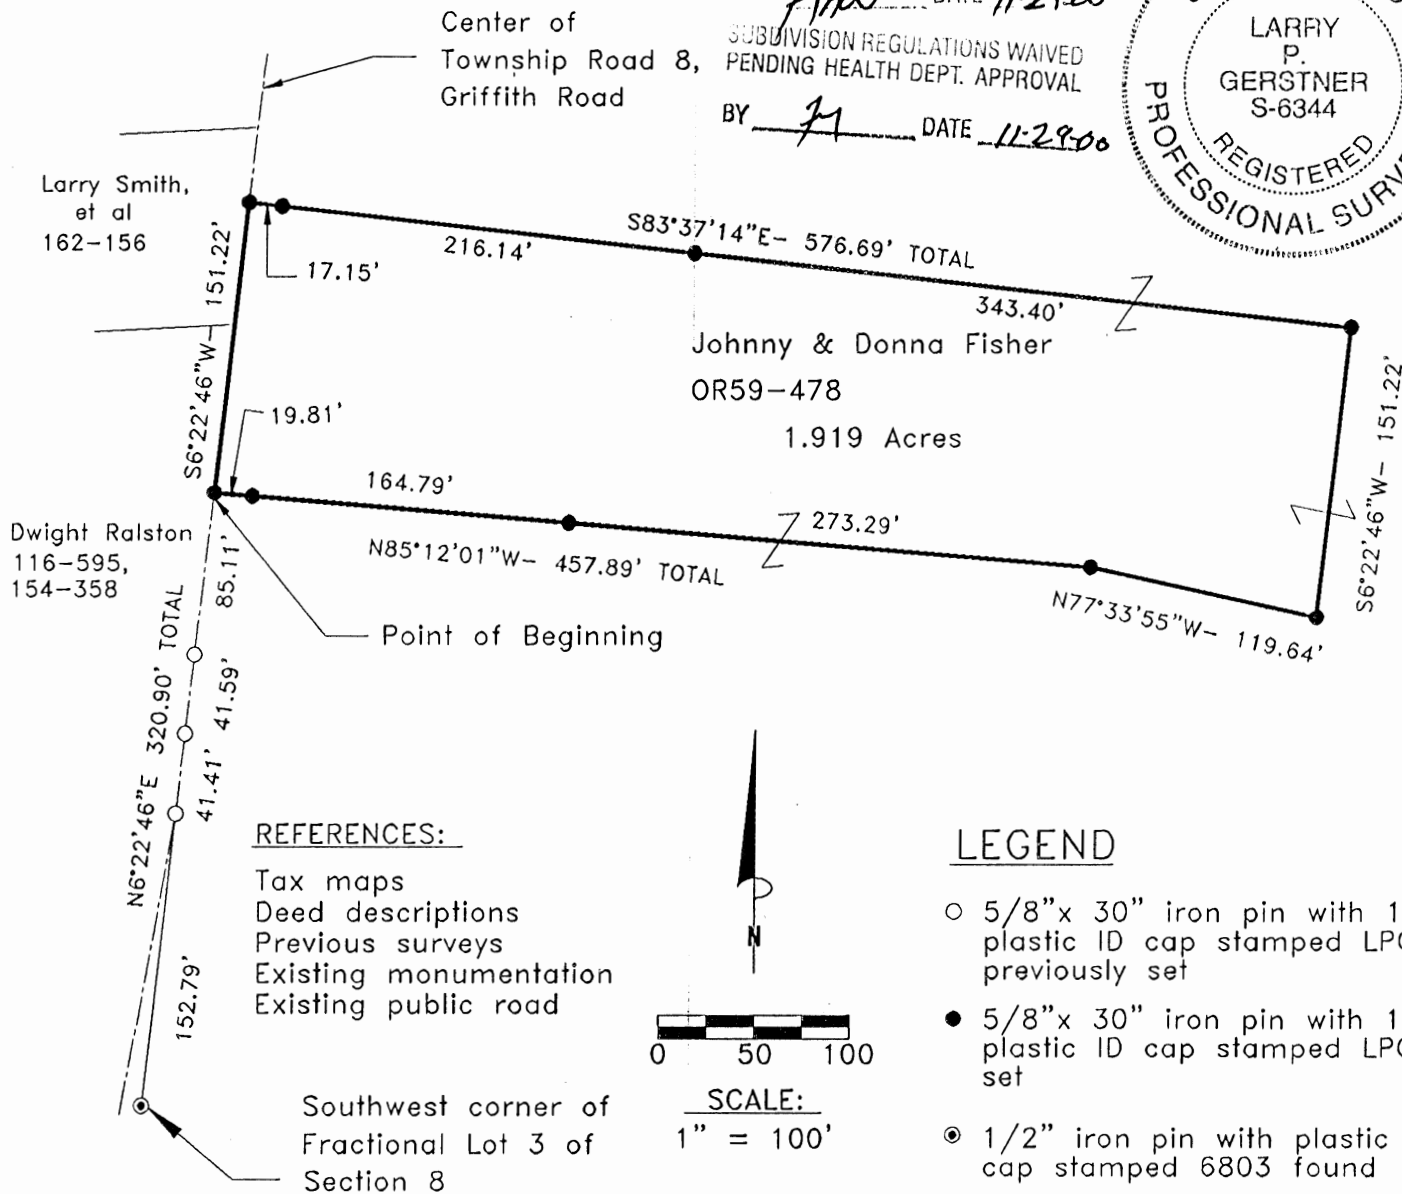 Center of
Township Road 8,
Griffith Road
DATE 11-29-00
SUBDIVISION REGULATIONS WAIVED
PENDING HEALTH DEPT. APPROVAL
BY DATE 11-29-00
LARRY
P.
GERSTNER
S-6344
REGISTERED
PROFESSIONAL SURVE
Larry Smith,
et al
162-156
S6°22'46"W- 151.22'
17.15'
216.14'
S83°37'14"E- 576.69' TOTAL
343.40'
Johnny & Donna Fisher
OR59-478
1.919 Acres
S6°22'46"W- 151.22'
19.81'
164.79'
273.29'
N85°12'01"W- 457.89' TOTAL
N77°33'55"W- 119.64'
Dwight Ralston
116-595,
154-358
Point of Beginning
85.11'
41.59'
41.41'
N6°22'46"E 320.90' TOTAL
152.79'
REFERENCES:
Tax maps
Deed descriptions
Previous surveys
Existing monumentation
Existing public road
N
0 50 100
SCALE:
1" = 100'
Southwest corner of
Fractional Lot 3 of
Section 8
LEGEND
5/8"x 30" iron pin with 1
plastic ID cap stamped LPG
previously set
5/8"x 30" iron pin with 1
plastic ID cap stamped LPG
set
1/2" iron pin with plastic
cap stamped 6803 found